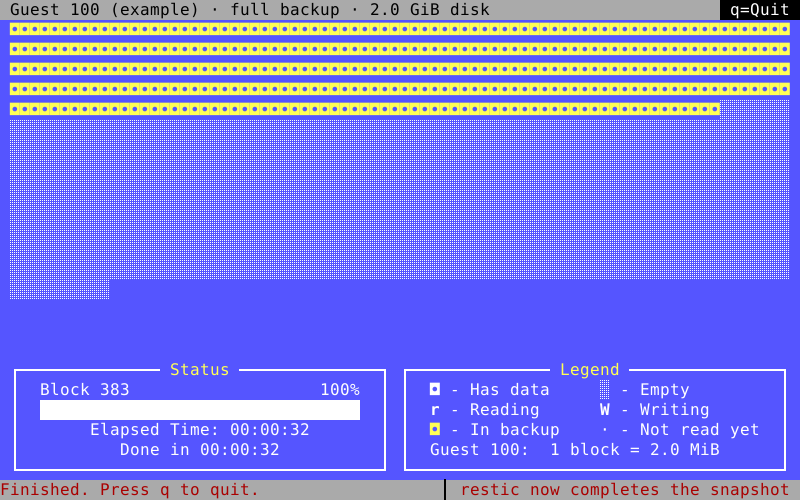 Guest 100 (example) · full backup · 2.0 GiB disk q=Quit
Status
Block 383 100%
Elapsed Time: 00:00:32
Done in 00:00:32
Legend
- Has data - Empty
r - Reading W - Writing
- In backup · - Not read yet
Guest 100: 1 block = 2.0 MiB
Finished. Press q to quit. restic now completes the snapshot